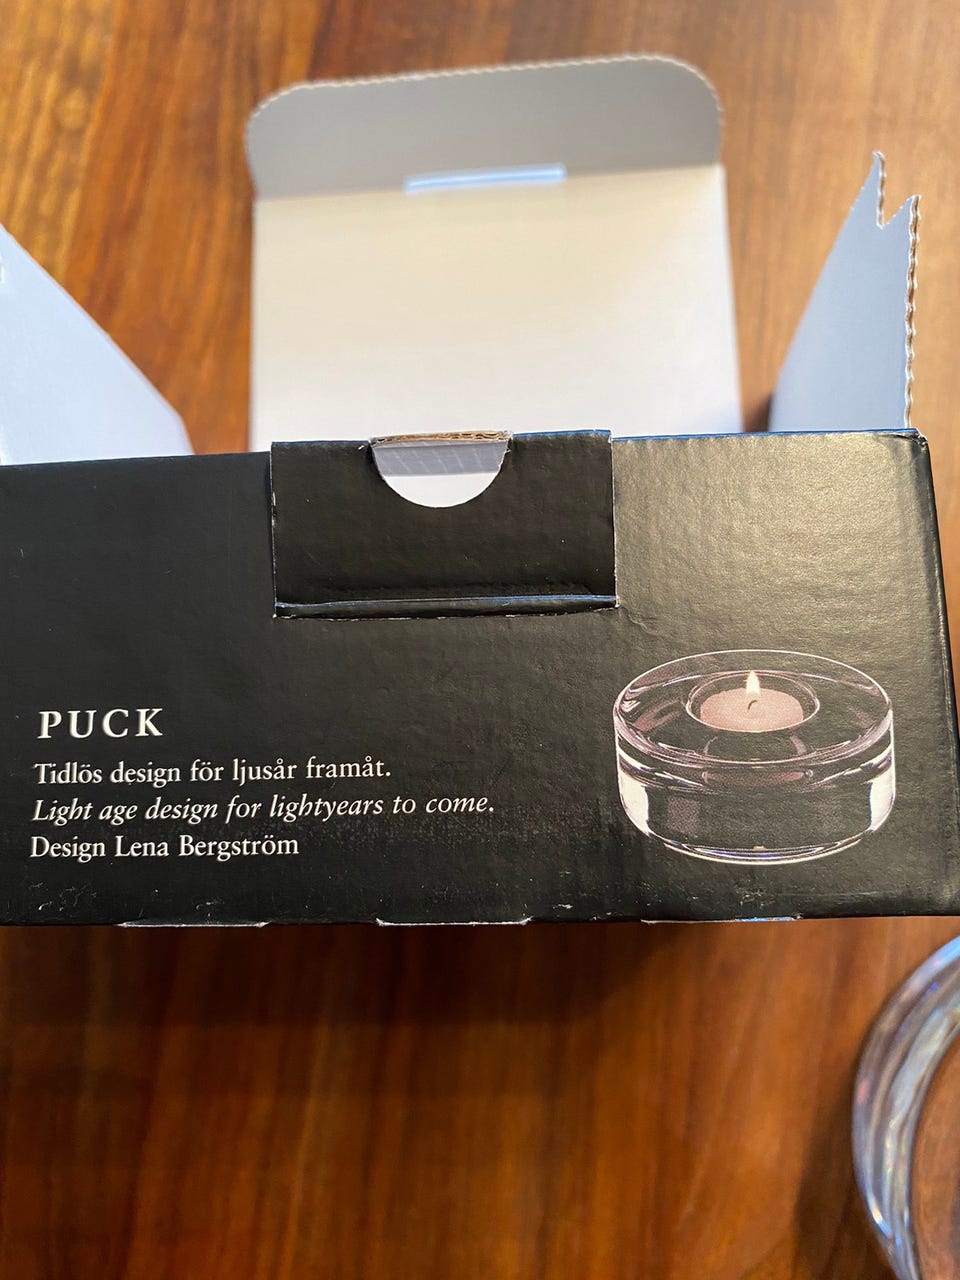 PUCK
Tidlös design för ljusår framåt.
Light age design for lightyears to come.
Design Lena Bergström